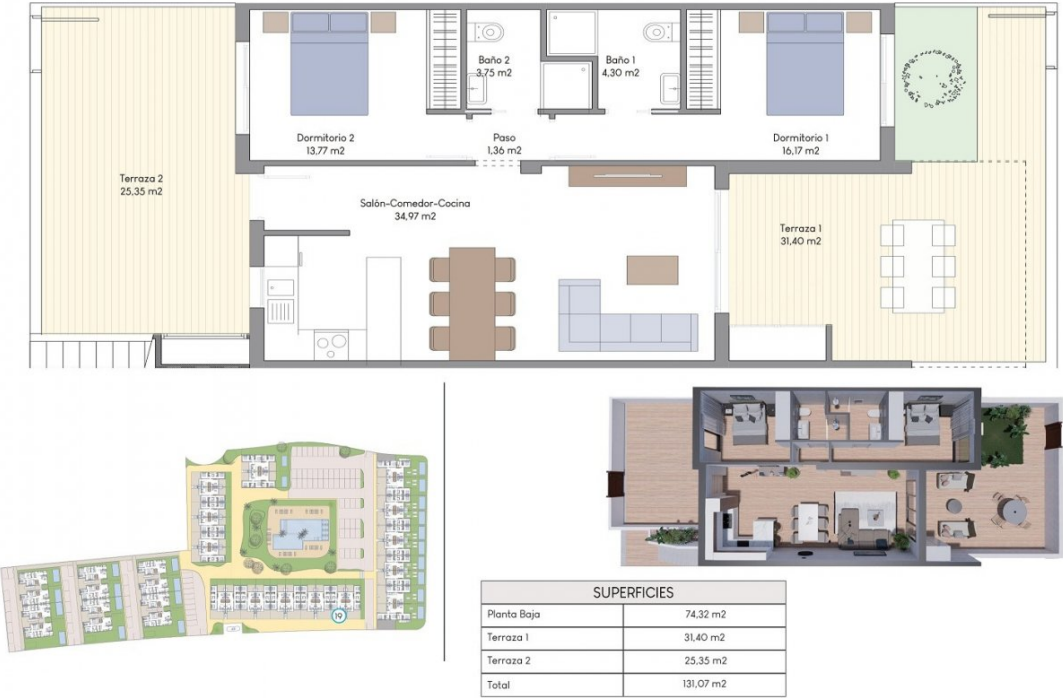 Baño 2
3,75 m2
Baño 1
4,30 m2
Dormitorio 2
13,77 m2
Paso
1,36 m2
Dormitorio 1
16,17 m2
Terraza 2
25,35 m2
Salón-Comedor-Cocina
34,97 m2
Terraza 1
31,40 m2
19
SUPERFICIES
Planta Baja 74,32 m2
Terraza 1 31,40 m2
Terraza 2 25,35 m2
Total 131,07 m2